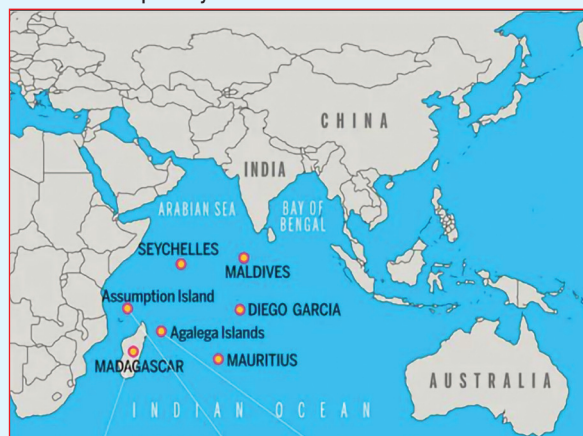 CHINA
INDIA
ARABIAN SEA
BAY OF
BENGAL
SEYCHELLES
MALDIVES
Assumption Island
DIEGO GARCIA
Agalega Islands
MADAGASCAR
MAURITIUS
AUSTRALIA
INDIAN OCEAN